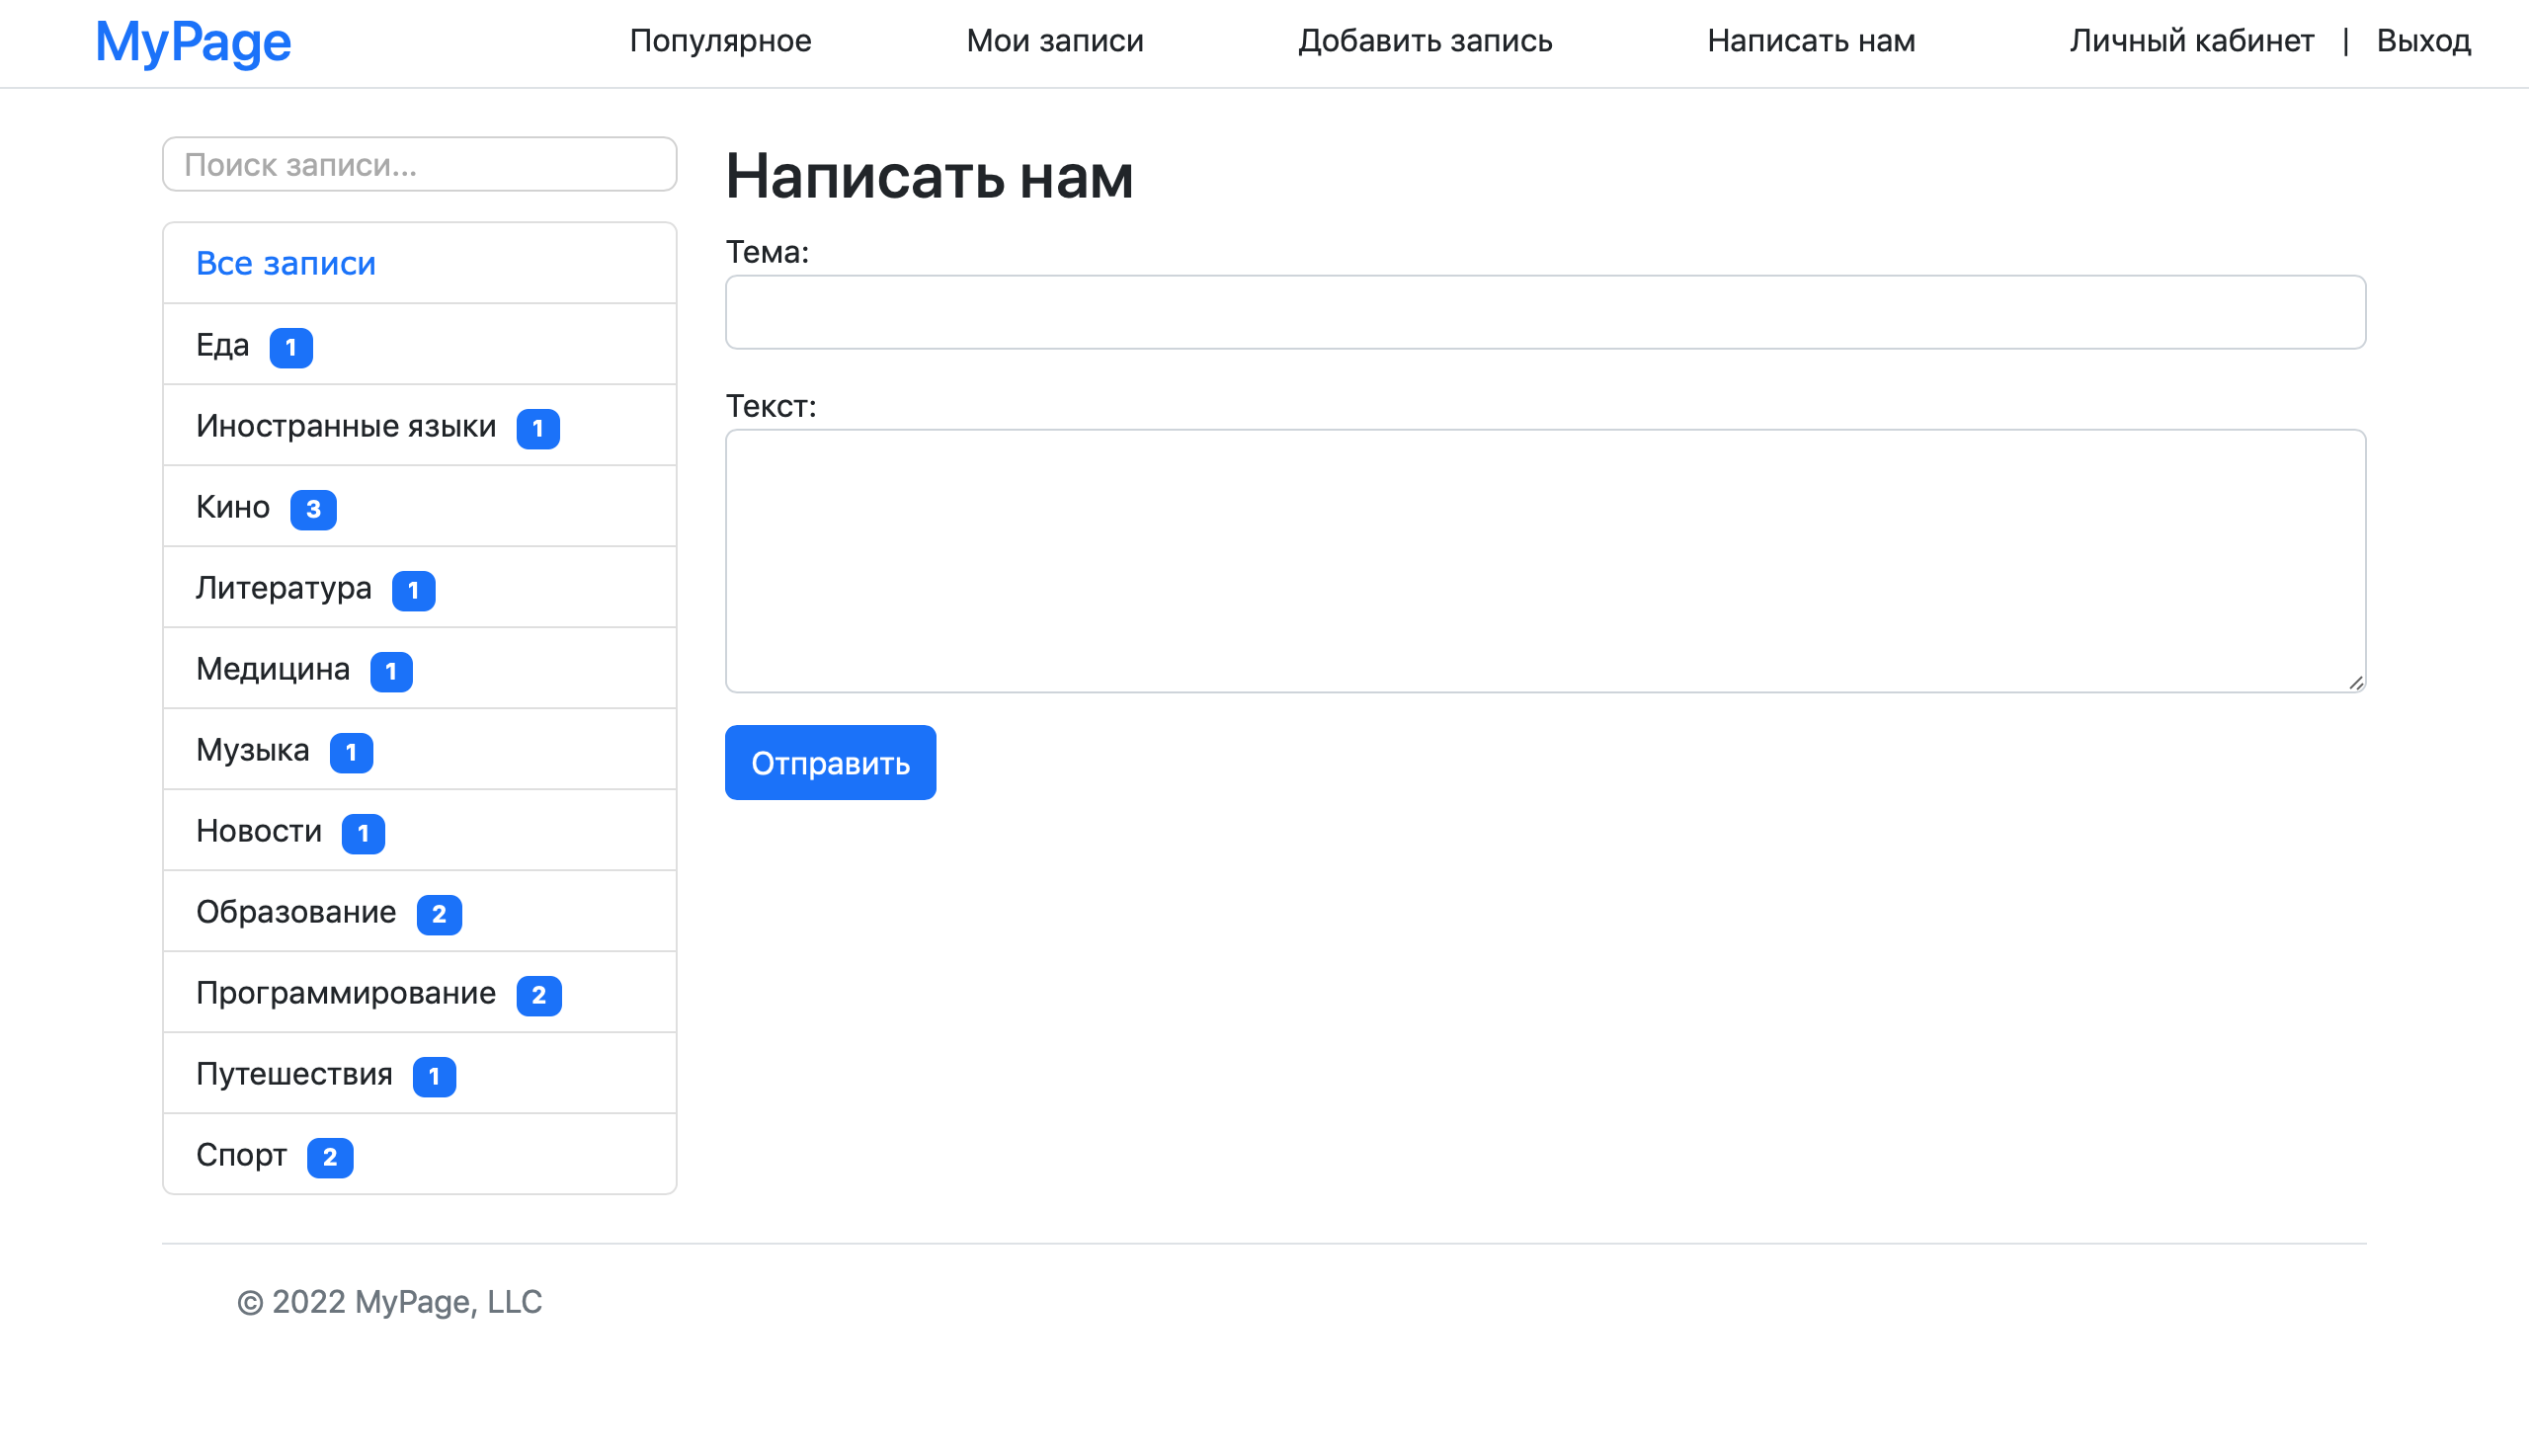 MyPage Популярное Мои записи Добавить запись Написать нам Личный кабинет | Выход
Поиск записи...
Все записи
Еда 1
Иностранные языки 1
Кино 3
Литература 1
Медицина 1
Музыка 1
Новости 1
Образование 2
Программирование 2
Путешествия 1
Спорт 2
Написать нам
Тема:
Текст:
Отправить
© 2022 MyPage, LLC